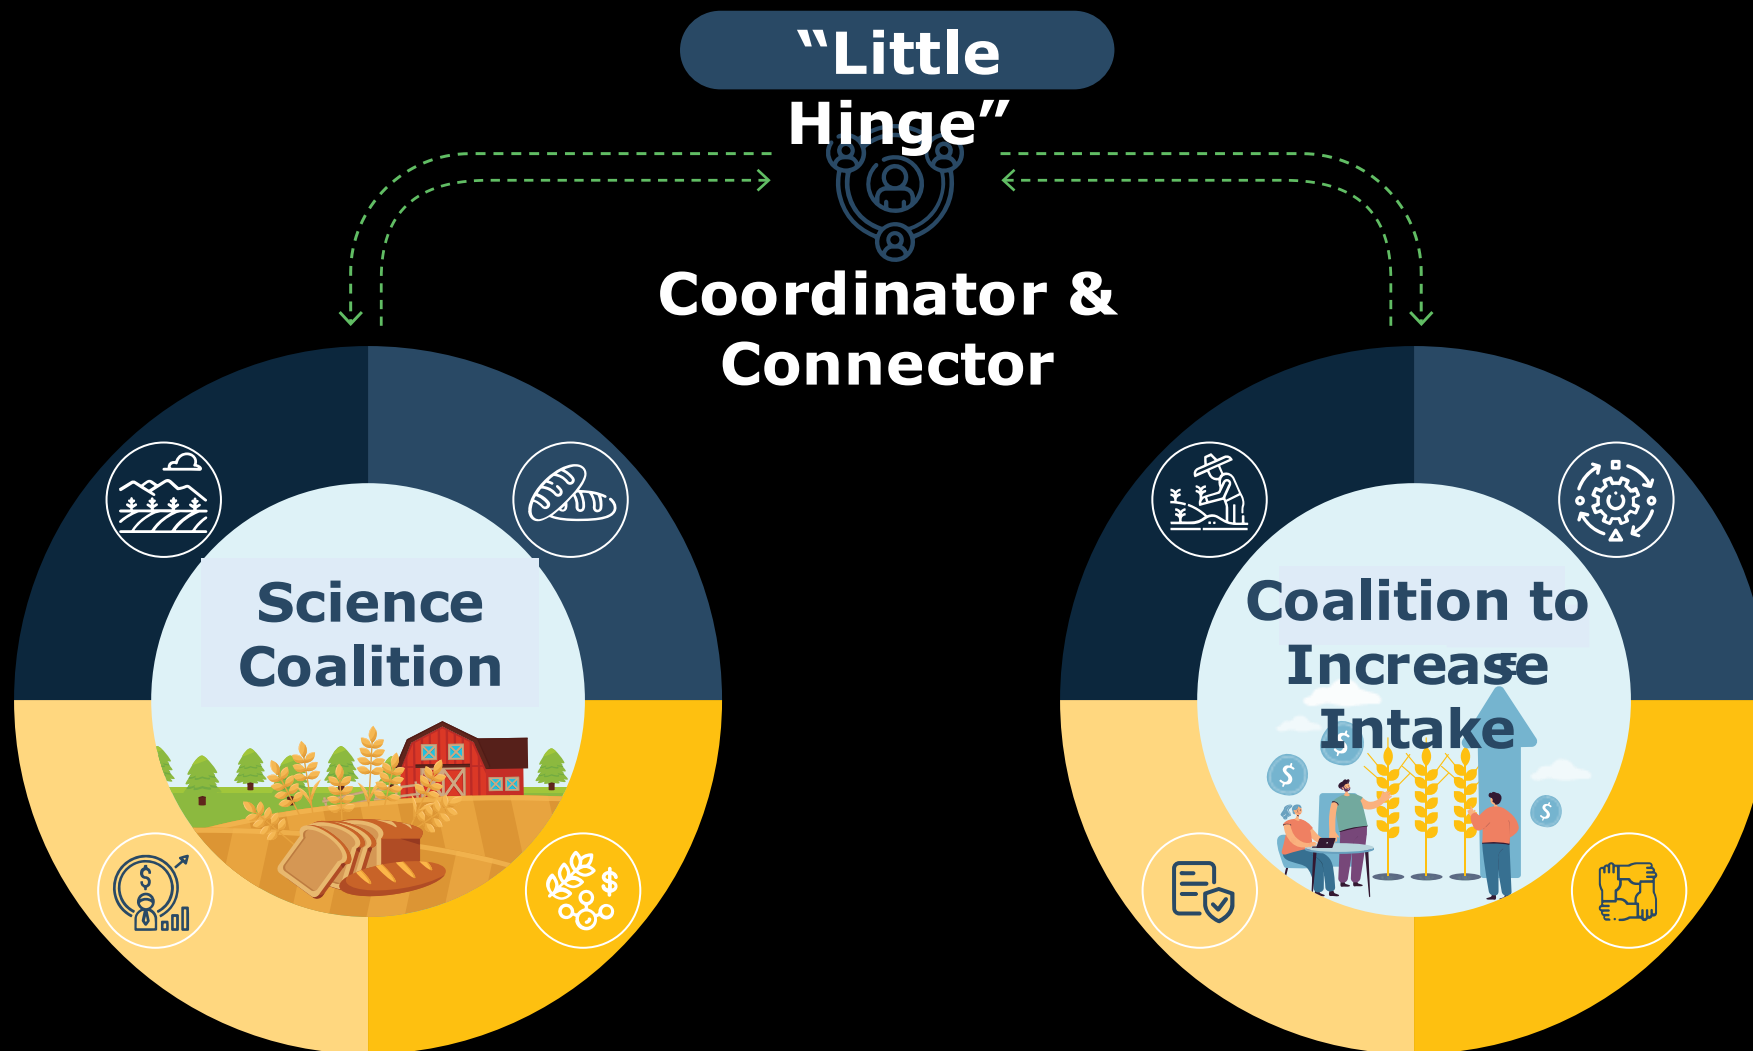 “Little
Hinge”
Coordinator &
Connector
Science
Coalition
Coalition to
Increase
Intake
$
$
$
$
$